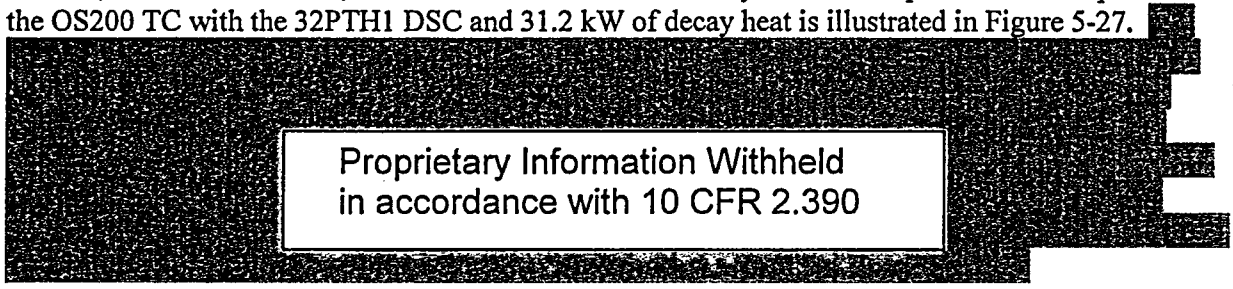 the OS200 TC with the 32PTH1 DSC and 31.2 kW of decay heat is illustrated in Figure 5-27.
Proprietary Information Withheld
in accordance with 10 CFR 2.390